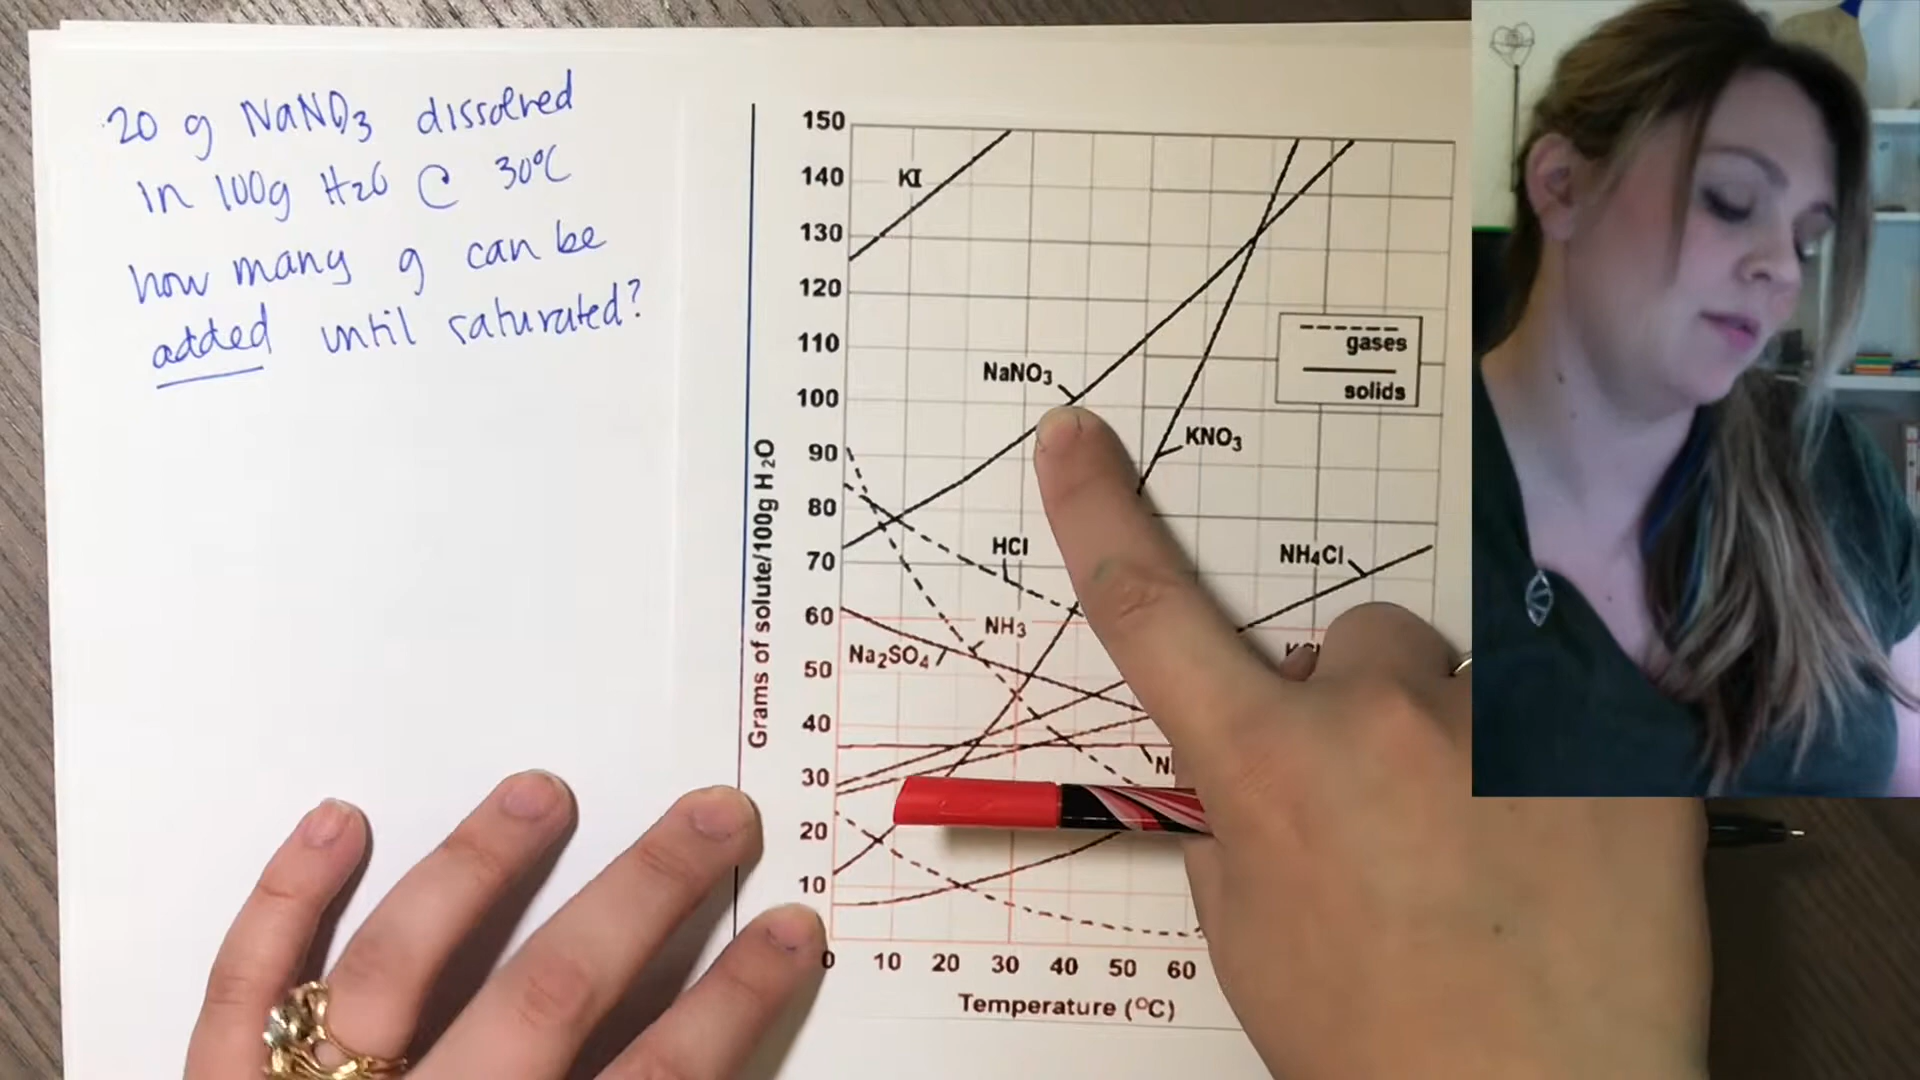 20 g NaNO3 dissolved
in 100g H2O @ 30°C
how many g can be
added until saturated?
Grams of solute/100g H2O
150
140
130
120
110
100
90
80
70
60
50
40
30
20
10
0
KI
gases
solids
NaNO3
KNO3
HCl
NH4Cl
NH3
Na2SO4
10 20 30 40 50 60
Temperature (°C)